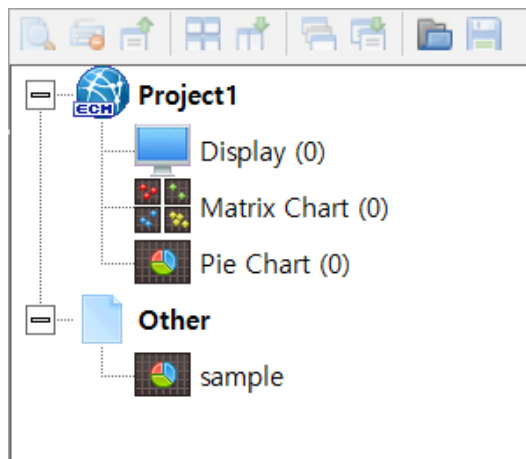 ECM
Project1
Display (0)
Matrix Chart (0)
Pie Chart (0)
Other
sample